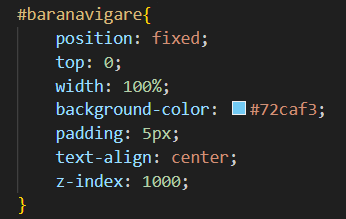 #baranavigare{
position: fixed;
top: 0;
width: 100%;
background-color: #72caf3;
padding: 5px;
text-align: center;
z-index: 1000;
}